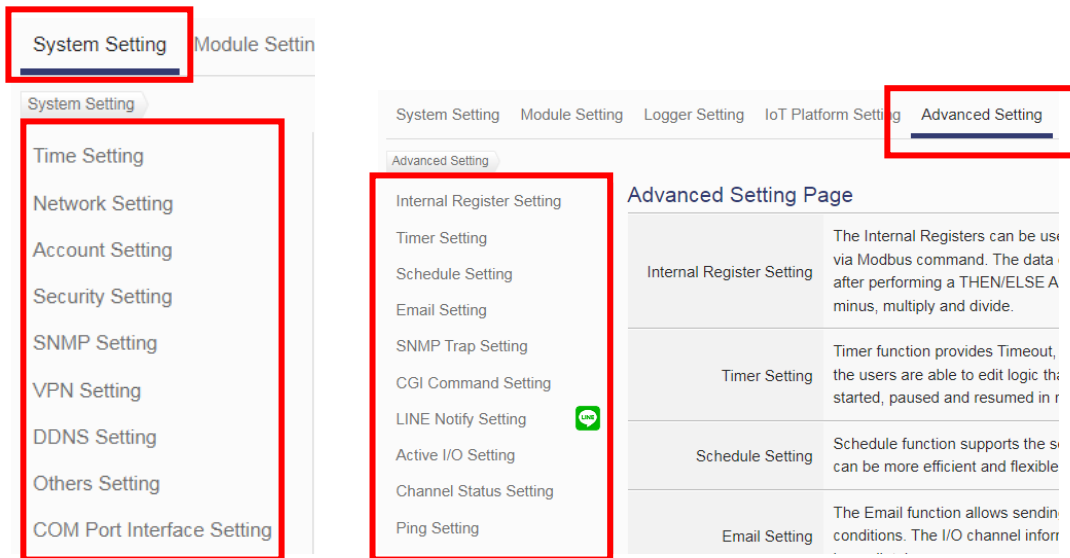 System Setting Module Settin
System Setting
Time Setting
Network Setting
Account Setting
Security Setting
SNMP Setting
VPN Setting
DDNS Setting
Others Setting
COM Port Interface Setting
System Setting Module Setting Logger Setting IoT Platform Setting Advanced Setting
Advanced Setting
Internal Register Setting
Timer Setting
Schedule Setting
Email Setting
SNMP Trap Setting
CGI Command Setting
LINE Notify Setting LINE
Active I/O Setting
Channel Status Setting
Ping Setting
Advanced Setting Page
Internal Register Setting
The Internal Registers can be use
via Modbus command. The data
after performing a THEN/ELSE A
minus, multiply and divide.
Timer Setting
Timer function provides Timeout,
the users are able to edit logic tha
started, paused and resumed in
Schedule Setting
Schedule function supports the s
can be more efficient and flexible
Email Setting
The Email function allows sending
conditions. The I/O channel infor